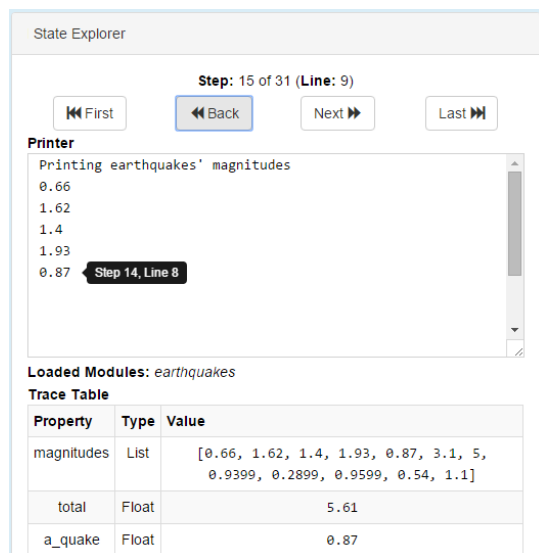 State Explorer
Step: 15 of 31 (Line: 9)
First Back Next Last
Printer
Printing earthquakes' magnitudes
0.66
1.62
1.4
1.93
0.87 Step 14, Line 8
Loaded Modules: earthquakes
Trace Table
Property Type Value
magnitudes List [0.66, 1.62, 1.4, 1.93, 0.87, 3.1, 5,
0.9399, 0.2899, 0.9599, 0.54, 1.1]
total Float 5.61
a_quake Float 0.87